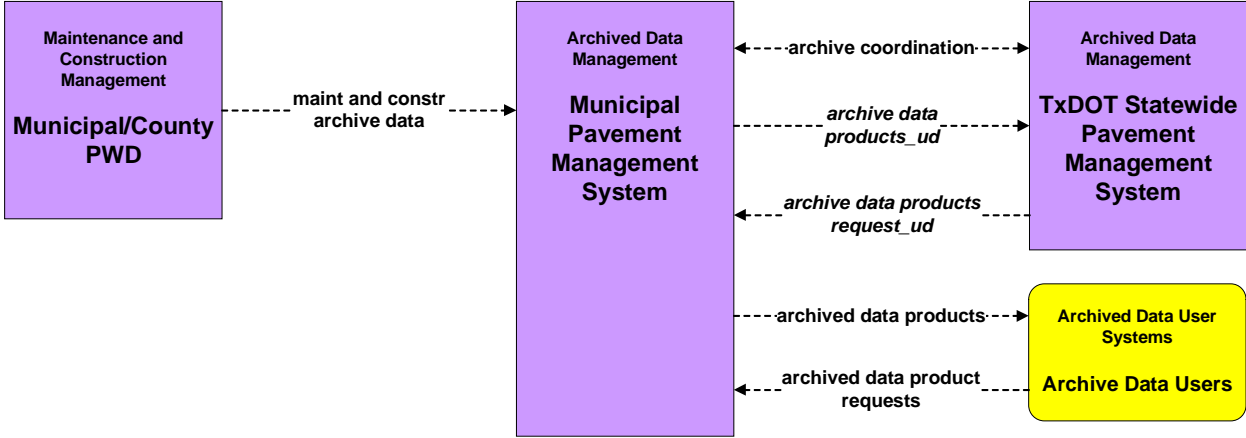 Maintenance and
Construction
Management
Municipal/County
PWD
maint and constr
archive data
Archived Data
Management
Municipal
Pavement
Management
System
archive coordination
archive data
products_ud
archive data products
request_ud
archived data products
archived data product
requests
Archived Data
Management
TxDOT Statewide
Pavement
Management
System
Archived Data User
Systems
Archive Data Users